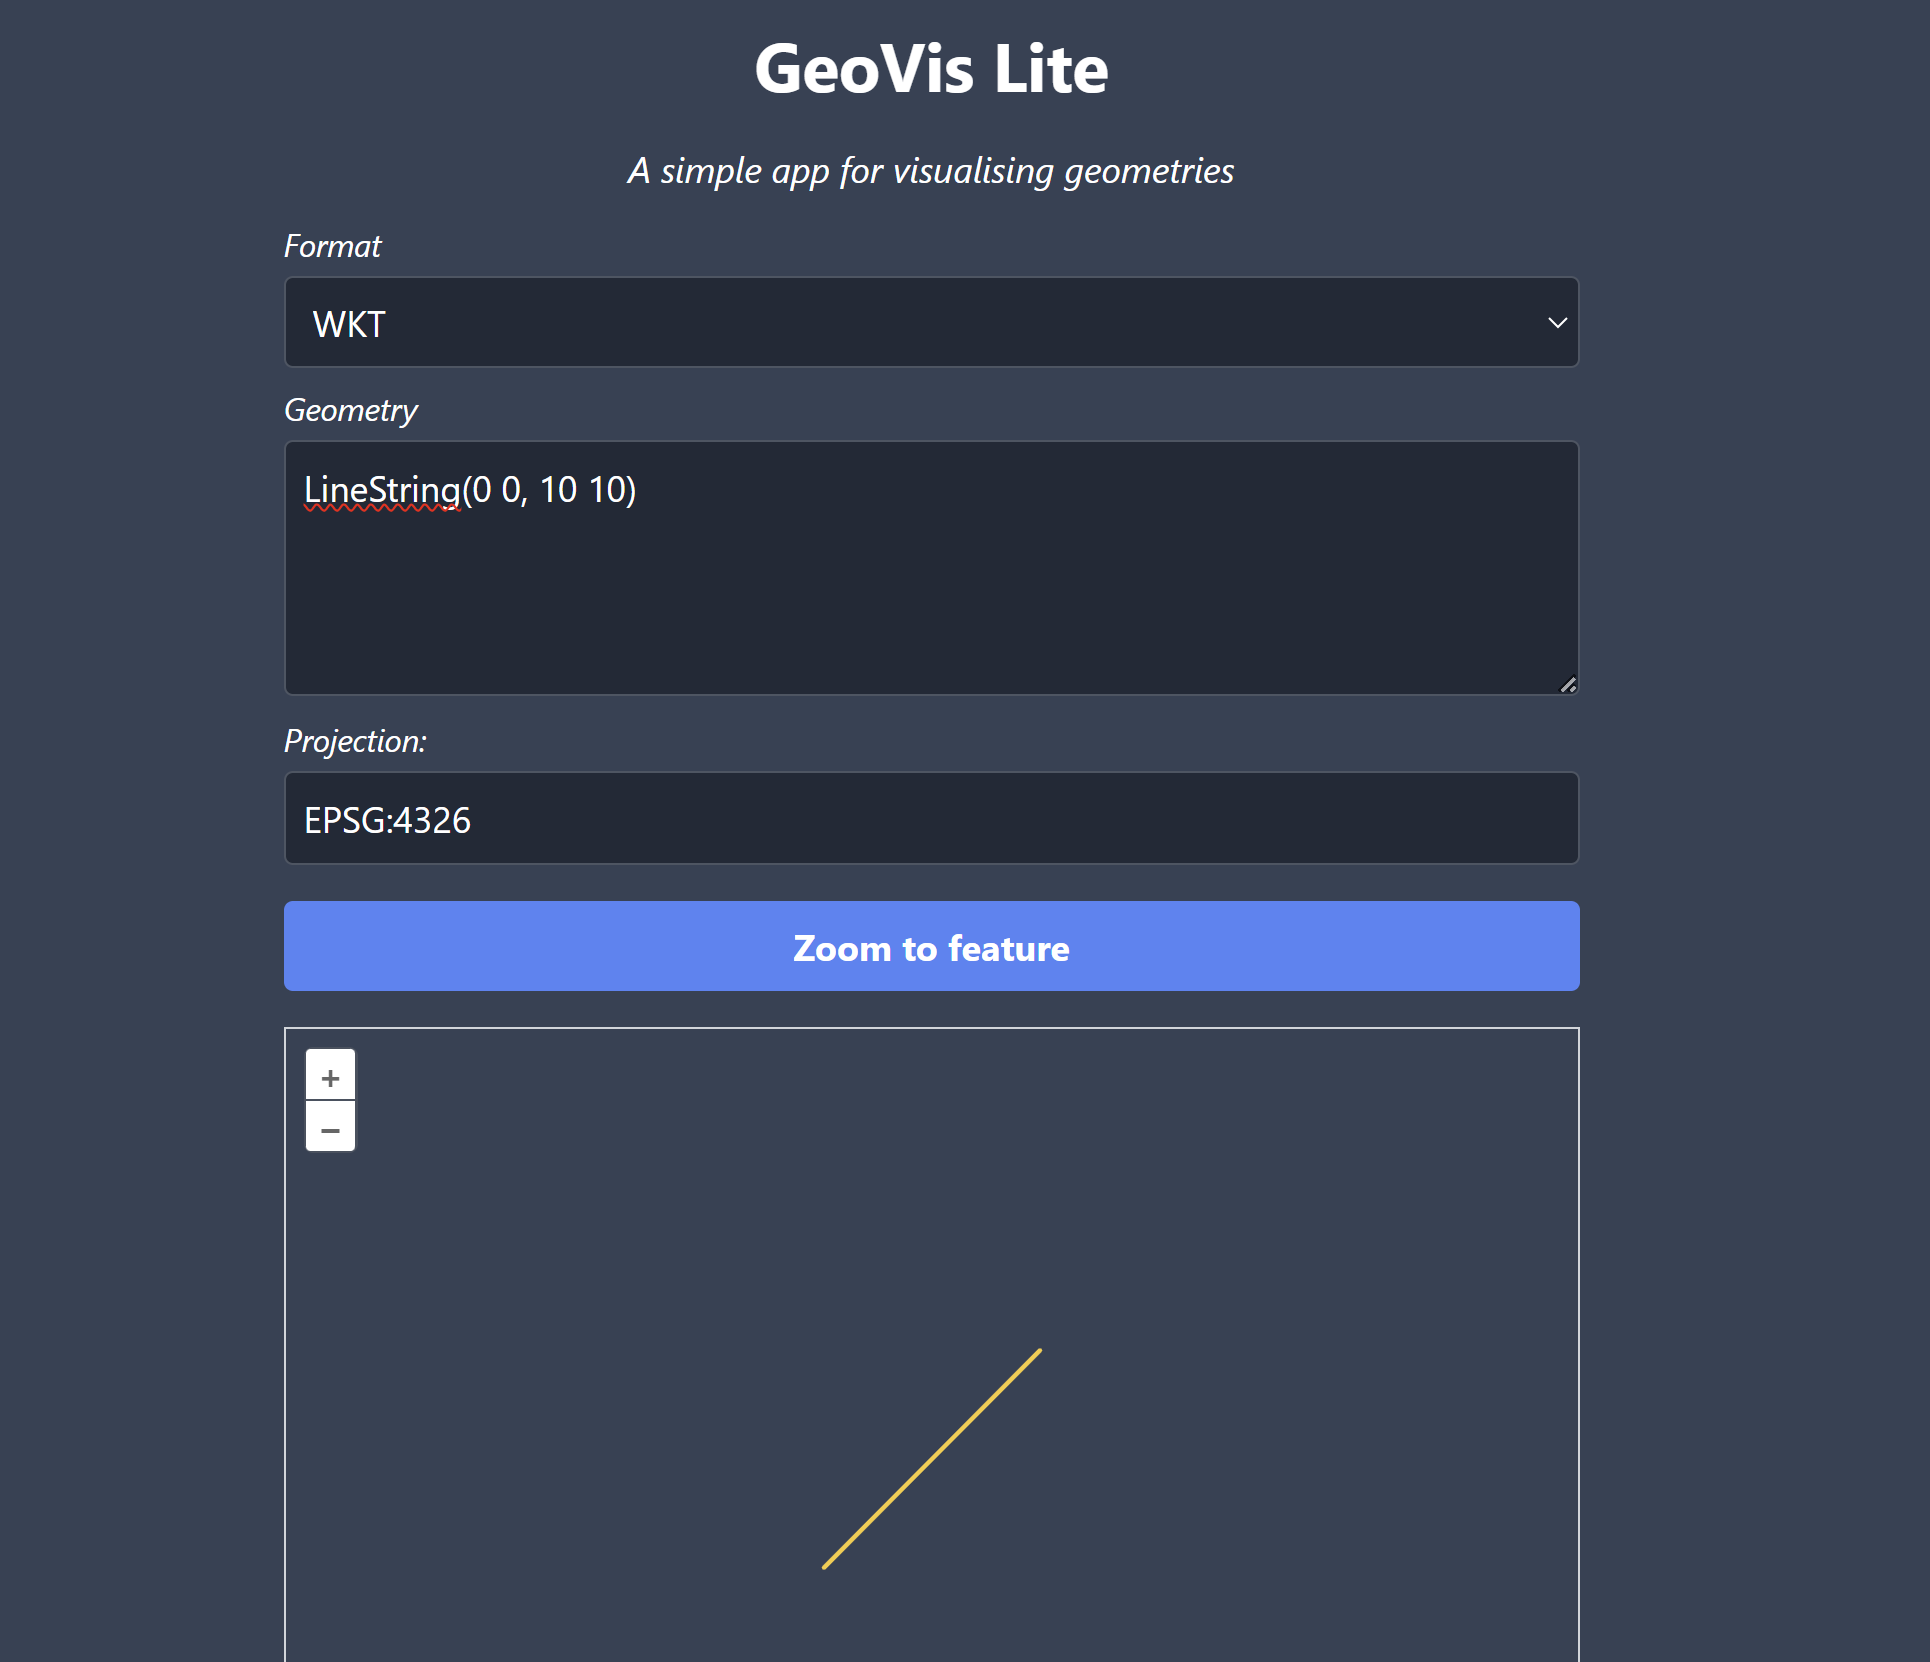 GeoVis Lite
A simple app for visualising geometries
Format
WKT
Geometry
LineString(0 0, 10 10)
Projection:
EPSG:4326
Zoom to feature
+
–